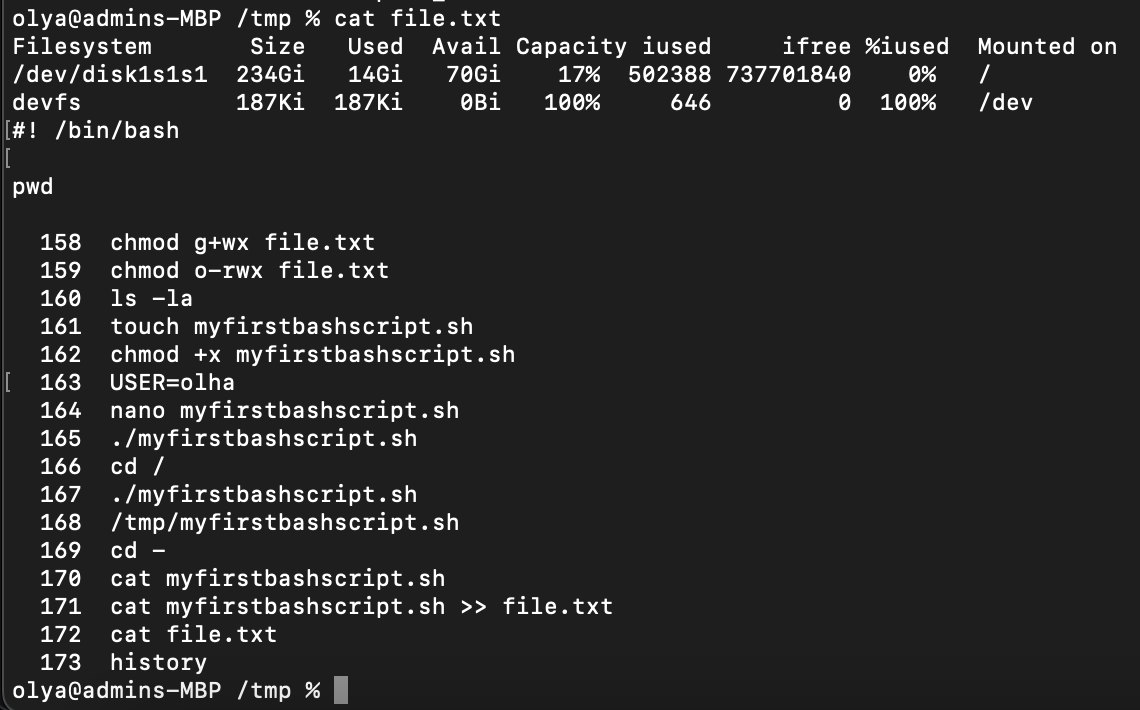 olya@admins-MBP /tmp % cat file.txt
Filesystem       Size   Used  Avail Capacity iused     ifree %iused  Mounted on
/dev/disk1s1s1  234Gi   14Gi   70Gi    17%  502388 737701840    0%   /
devfs           187Ki  187Ki    0Bi   100%     646         0  100%   /dev
#! /bin/bash
pwd
158  chmod g+wx file.txt
159  chmod o-rwx file.txt
160  ls -la
161  touch myfirstbashscript.sh
162  chmod +x myfirstbashscript.sh
163  USER=olha
164  nano myfirstbashscript.sh
165  ./myfirstbashscript.sh
166  cd /
167  ./myfirstbashscript.sh
168  /tmp/myfirstbashscript.sh
169  cd -
170  cat myfirstbashscript.sh
171  cat myfirstbashscript.sh >> file.txt
172  cat file.txt
173  history
olya@admins-MBP /tmp %